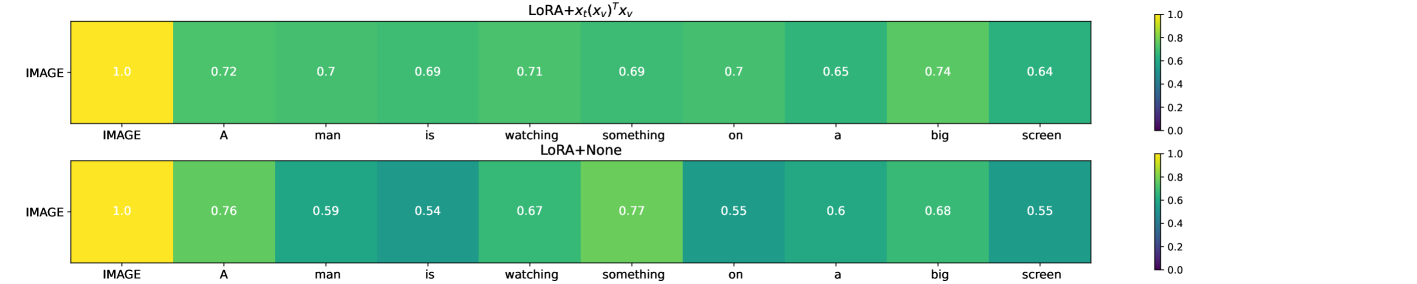 LoRA+xₜ(xᵥ)ᵀxᵥ
1.0
IMAGE 1.0 0.72 0.7 0.69 0.71 0.69 0.7 0.65 0.74 0.64
0.8
0.6
0.4
0.2
0.0
IMAGE A man is watching something on a big screen
LoRA+None
1.0
IMAGE 1.0 0.76 0.59 0.54 0.67 0.77 0.55 0.6 0.68 0.55
0.8
0.6
0.4
0.2
0.0
IMAGE A man is watching something on a big screen